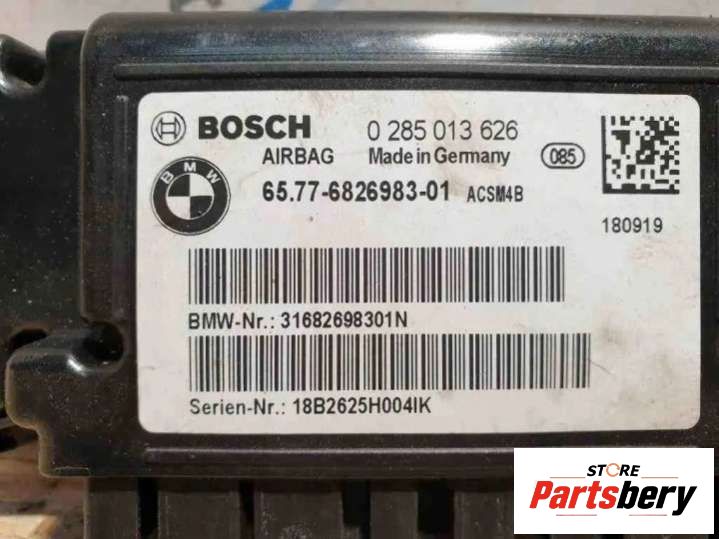 BOSCH 0 285 013 626
AIRBAG Made in Germany 085
BMW 65.77-6826983-01 ACSM4B
180919
BMW-Nr.: 31682698301N
Serien-Nr.: 18B2625H004IK
STORE
Partsbery